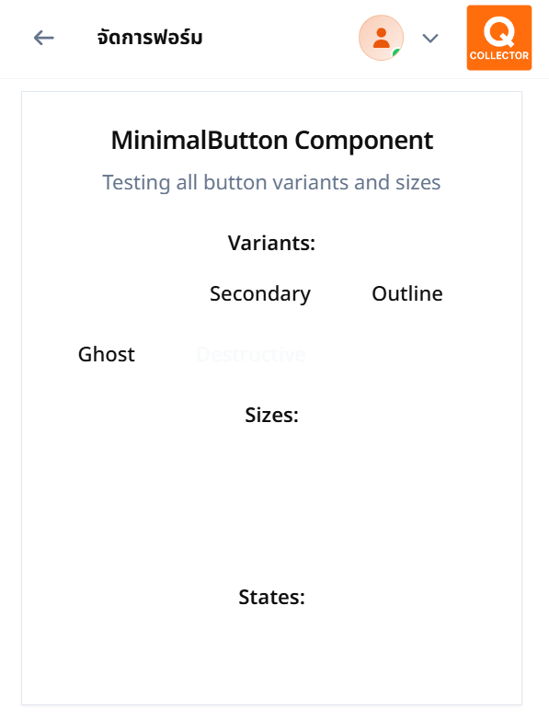 จัดการฟอร์ม
Q
COLLECTOR
MinimalButton Component
Testing all button variants and sizes
Variants:
Secondary Outline
Ghost Destructive
Sizes:
States: